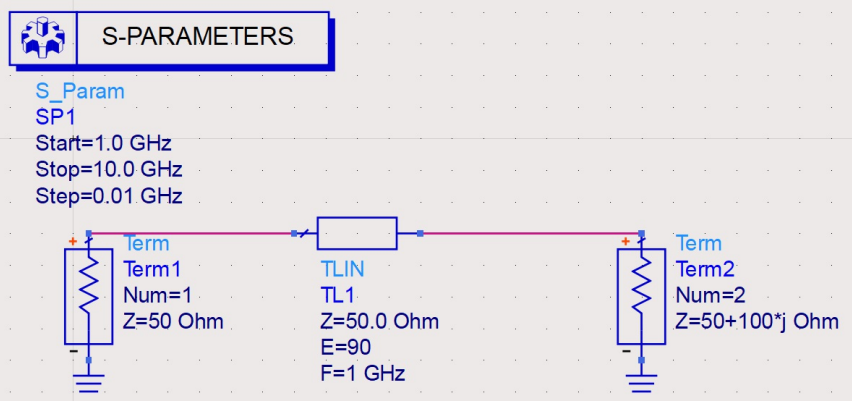 S-PARAMETERS
S_Param
SP1
Start=1.0 GHz
Stop=10.0 GHz
Step=0.01 GHz
+
Term
Term1
Num=1
Z=50 Ohm
-
TLIN
TL1
Z=50.0 Ohm
E=90
F=1 GHz
+
Term
Term2
Num=2
Z=50+100*j Ohm
-